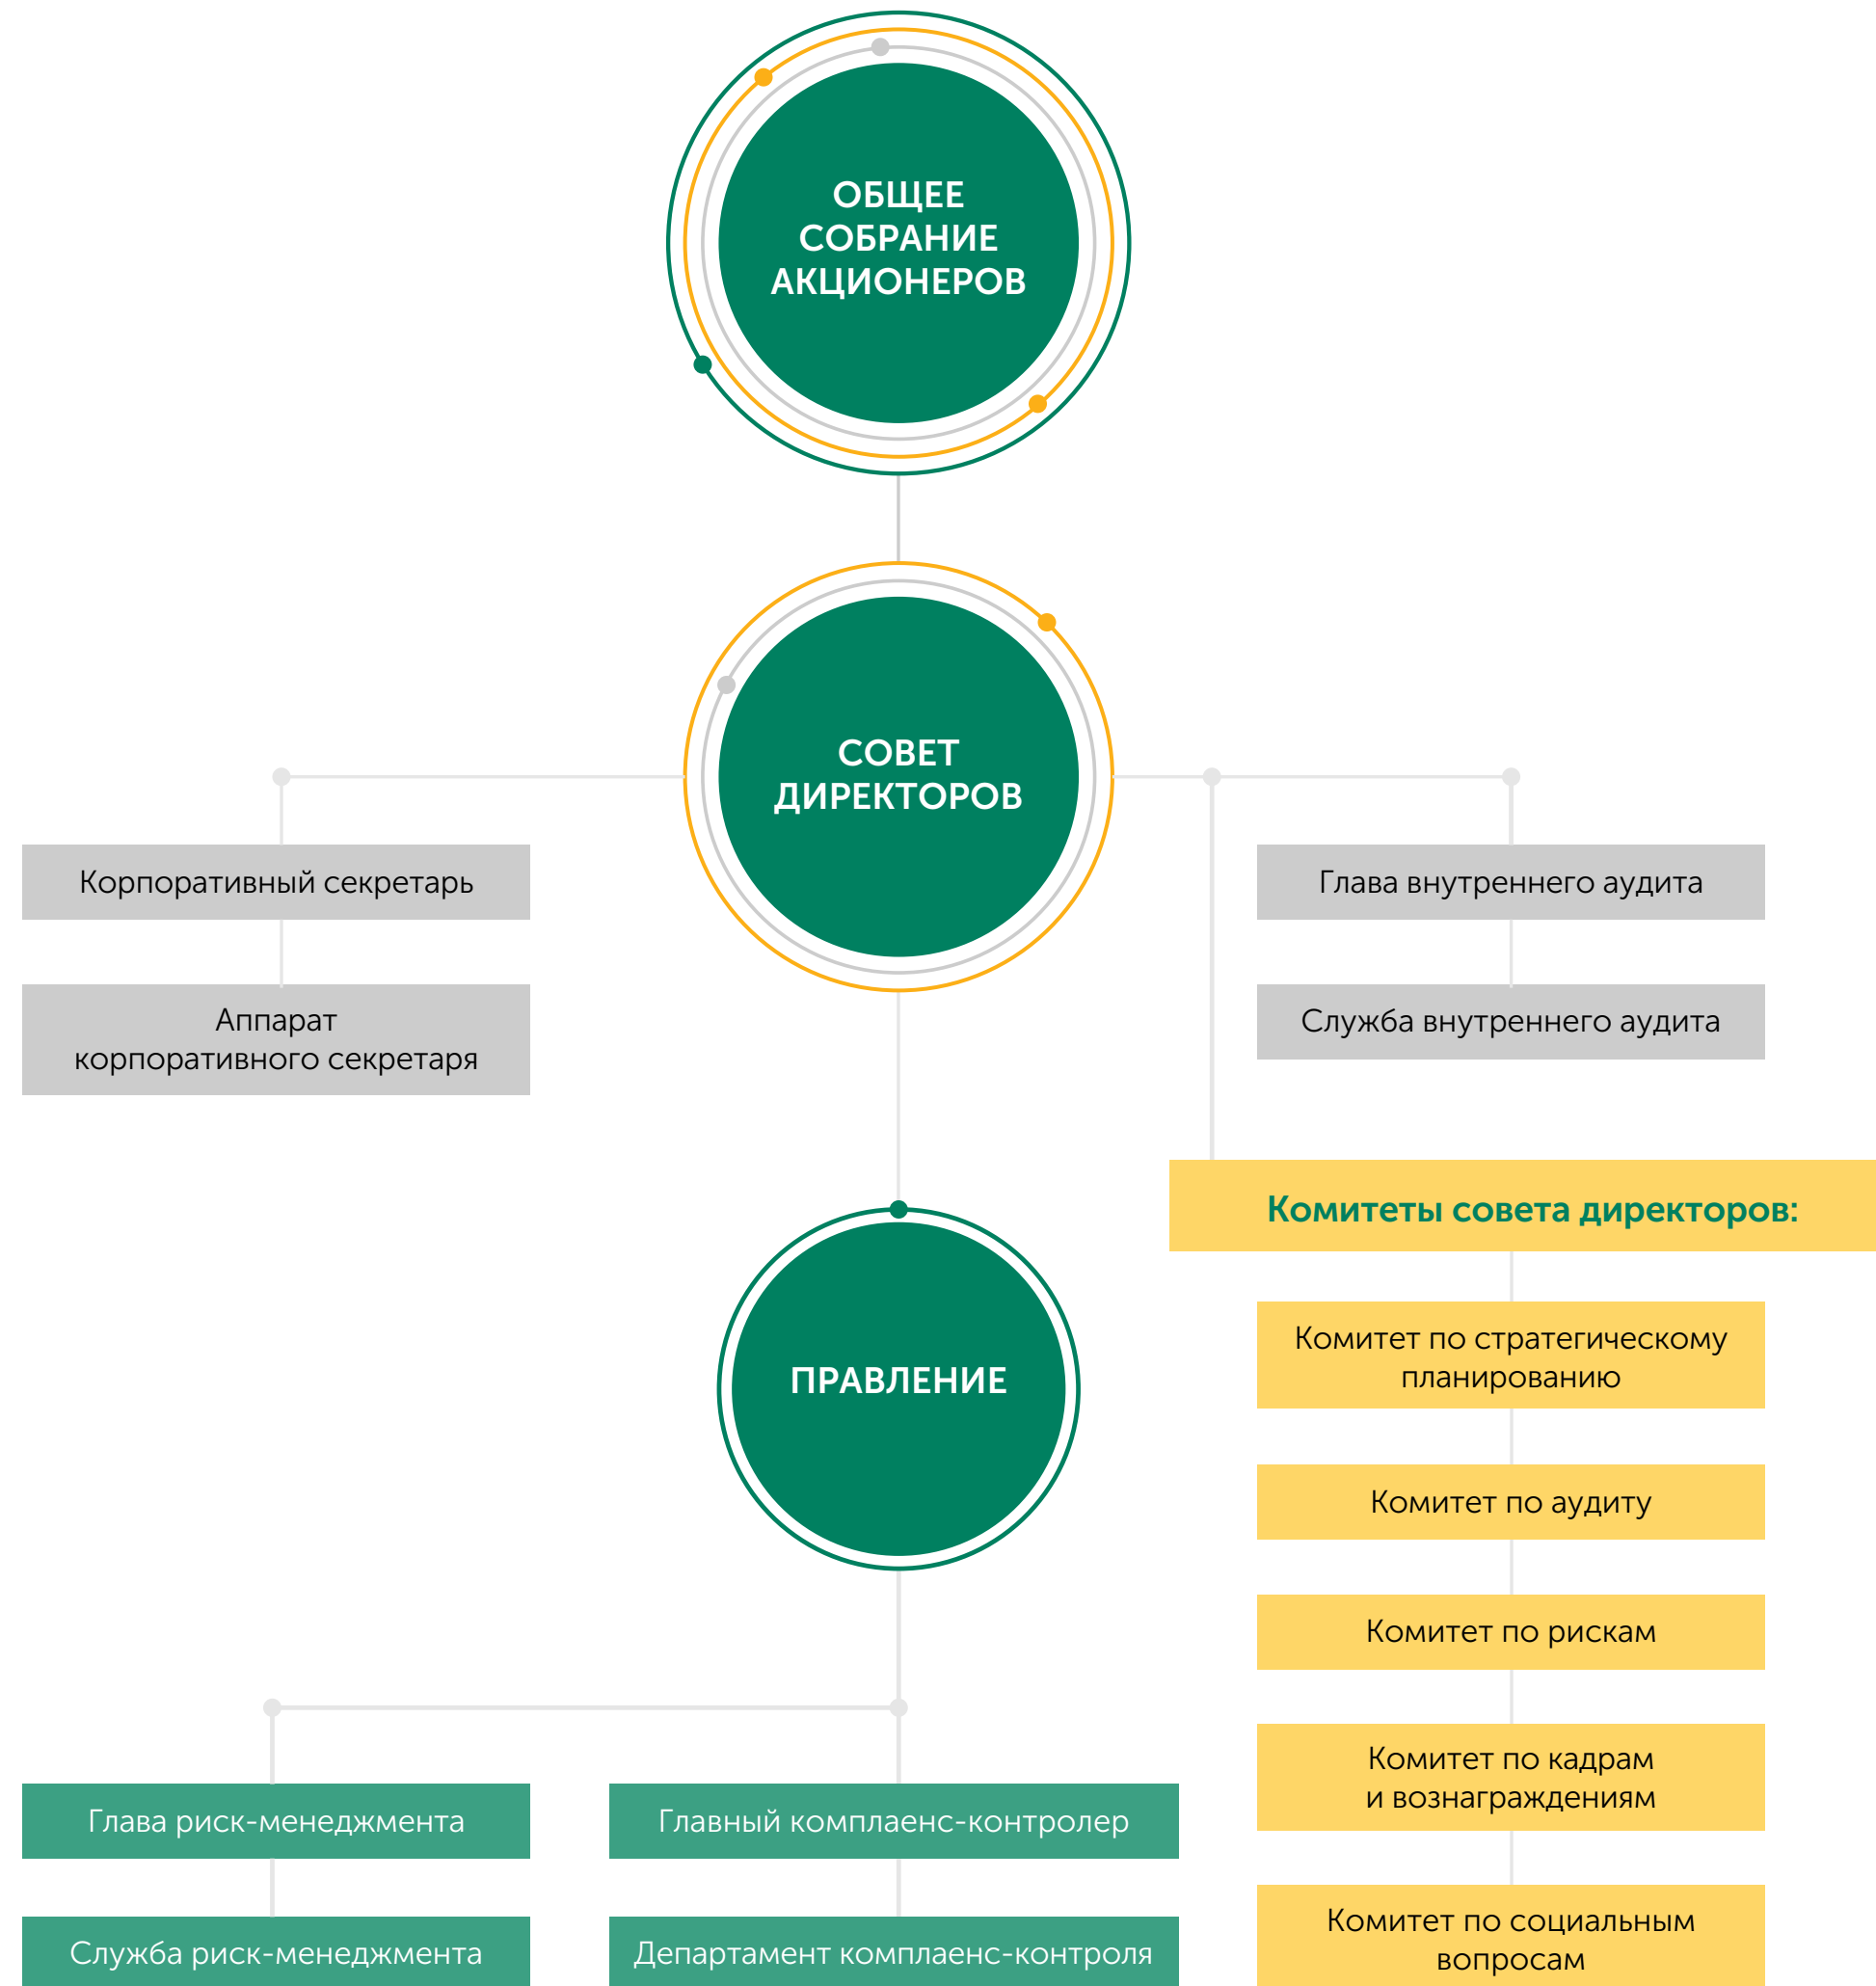 ОБЩЕЕ
СОБРАНИЕ
АКЦИОНЕРОВ
СОВЕТ
ДИРЕКТОРОВ
Корпоративный секретарь
Аппарат
корпоративного секретаря
Глава внутреннего аудита
Служба внутреннего аудита
Комитеты совета директоров:
Комитет по стратегическому
планированию
Комитет по аудиту
Комитет по рискам
Комитет по кадрам
и вознаграждениям
Комитет по социальным
вопросам
ПРАВЛЕНИЕ
Глава риск-менеджмента
Служба риск-менеджмента
Главный комплаенс-контролер
Департамент комплаенс-контроля